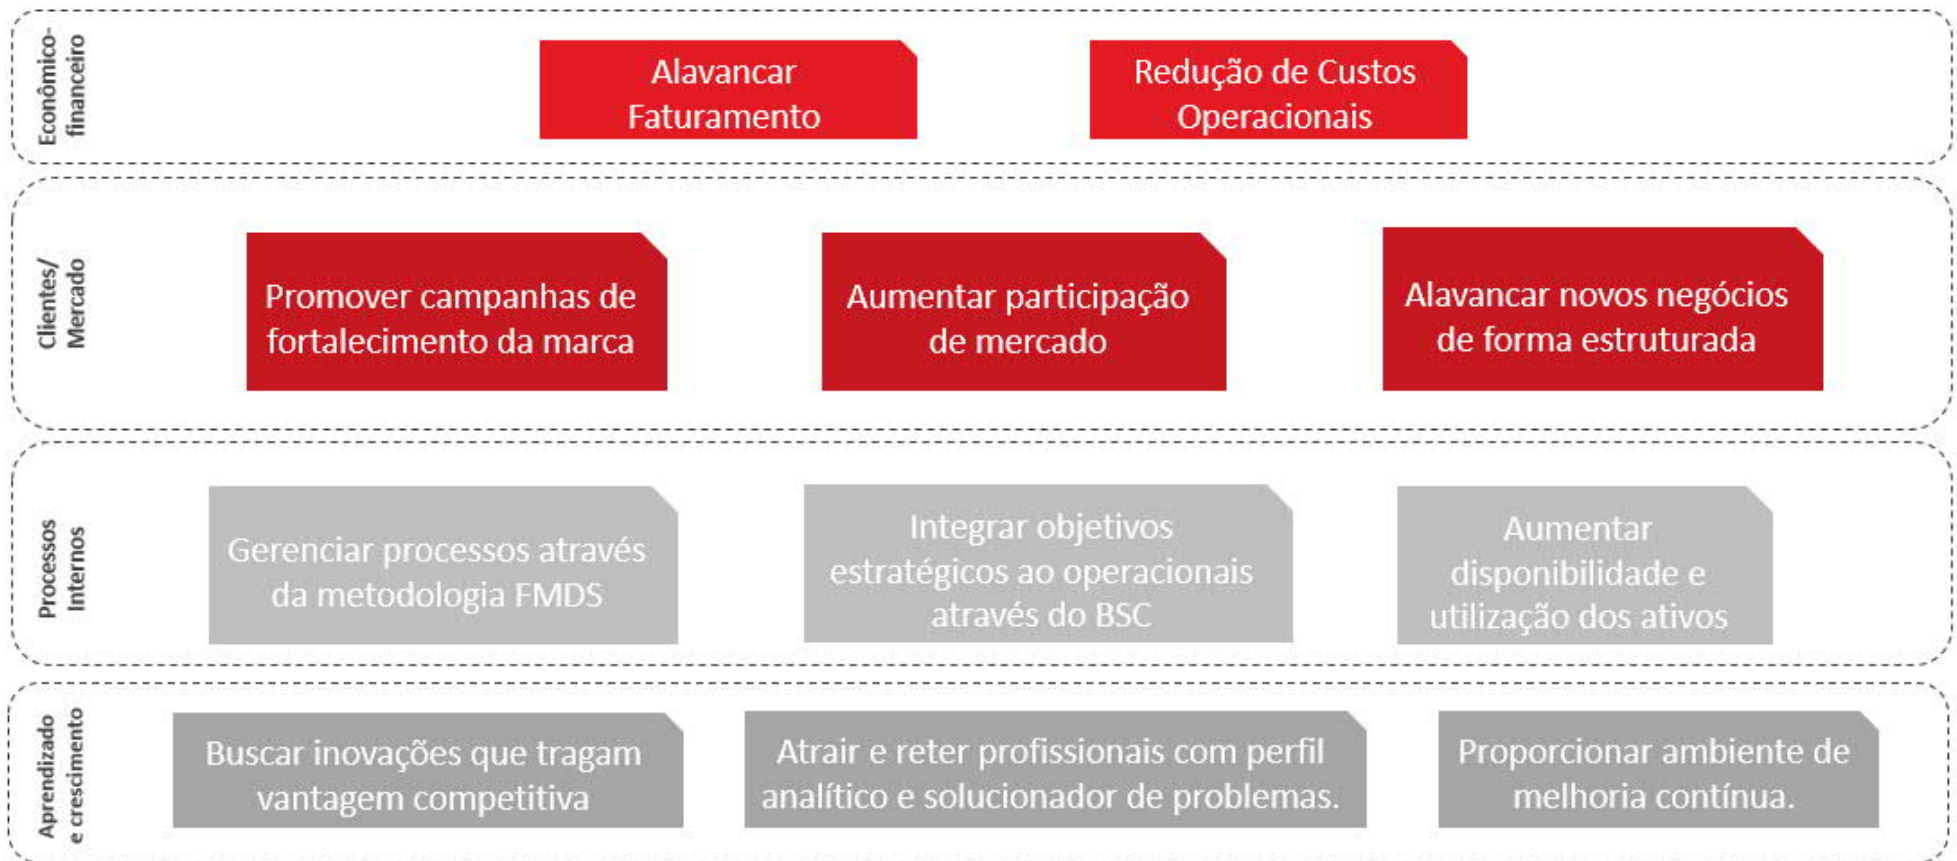 Econômico-
financeiro
Alavancar
Faturamento
Redução de Custos
Operacionais
Clientes/
Mercado
Promover campanhas de
fortalecimento da marca
Aumentar participação
de mercado
Alavancar novos negócios
de forma estruturada
Processos
Internos
Gerenciar processos através
da metodologia FMDS
Integrar objetivos
estratégicos ao operacionais
através do BSC
Aumentar
disponibilidade e
utilização dos ativos
Aprendizado
e crescimento
Buscar inovações que tragam
vantagem competitiva
Atrair e reter profissionais com perfil
analítico e solucionador de problemas.
Proporcionar ambiente de
melhoria contínua.